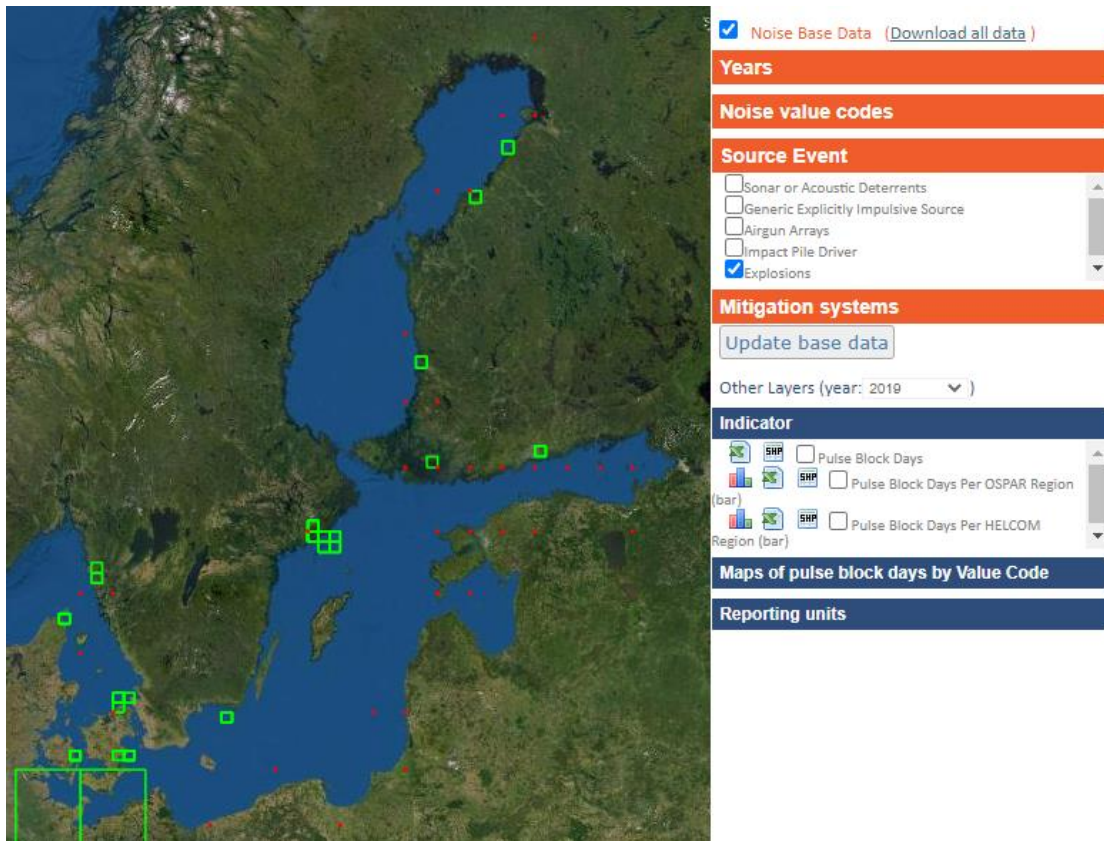 Noise Base Data (Download all data )
Years
Noise value codes
Source Event
Sonar or Acoustic Deterrents
Generic Explicitly Impulsive Source
Airgun Arrays
Impact Pile Driver
Explosions
Mitigation systems
Update base data
Other Layers (year: 2019 )
Indicator
SHP Pulse Block Days
SHP Pulse Block Days Per OSPAR Region
(bar)
SHP Pulse Block Days Per HELCOM
Region (bar)
Maps of pulse block days by Value Code
Reporting units